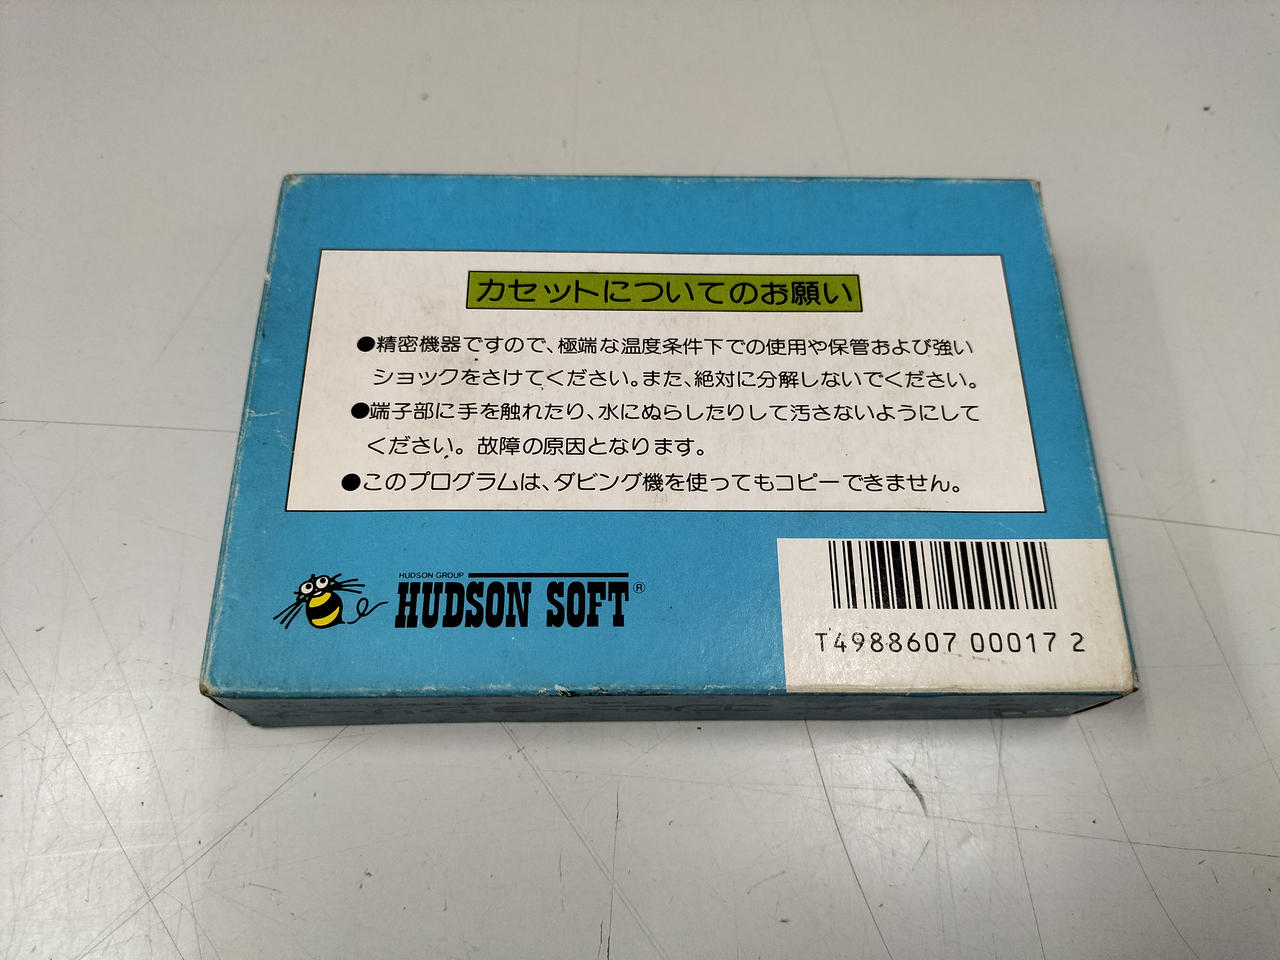 カセットについてのお願い
●精密機器ですので、極端な温度条件下での使用や保管および強い
ショックをさけてください。また、絶対に分解しないでください。
●端子部に手を触れたり、水にぬらしたりして汚さないようにして
ください。故障の原因となります。
●このプログラムは、ダビング機を使ってもコピーできません。
HUDSON GROUP
HUDSON SOFT®
T4988607 00017 2